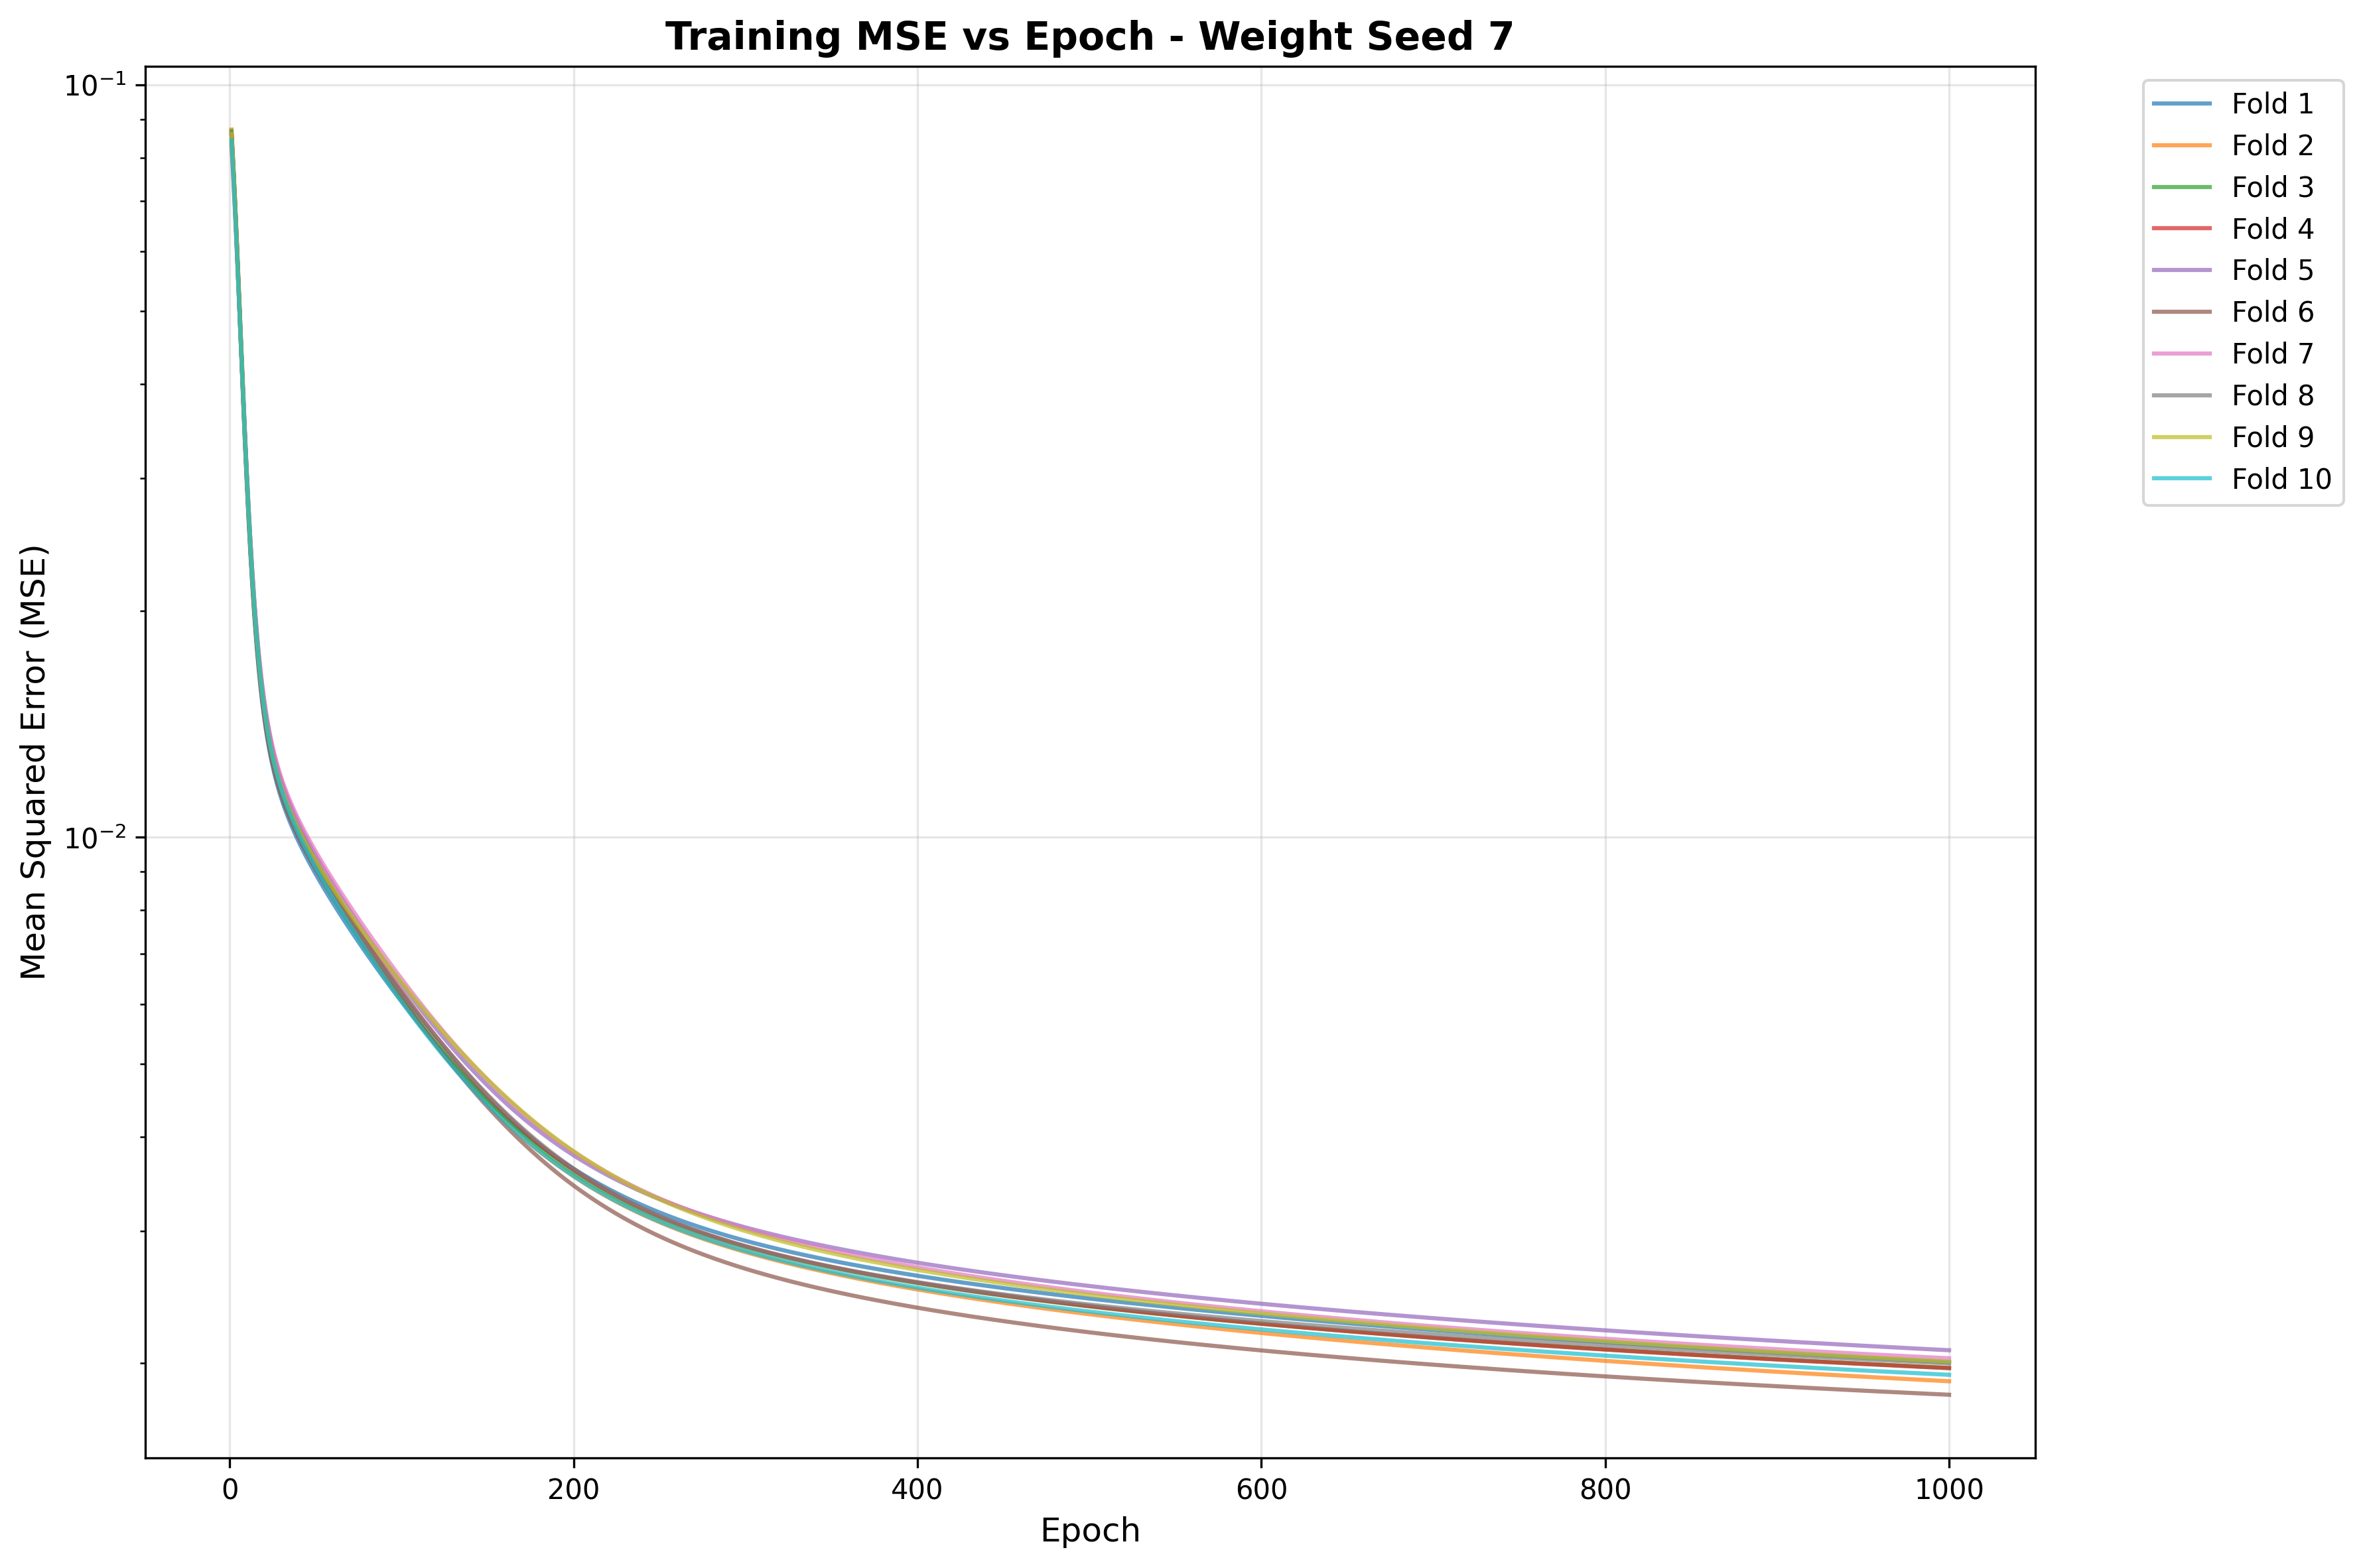 Training MSE vs Epoch - Weight Seed 7
Mean Squared Error (MSE)
10⁻¹
10⁻²
0 200 400 600 800 1000
Epoch
Fold 1
Fold 2
Fold 3
Fold 4
Fold 5
Fold 6
Fold 7
Fold 8
Fold 9
Fold 10